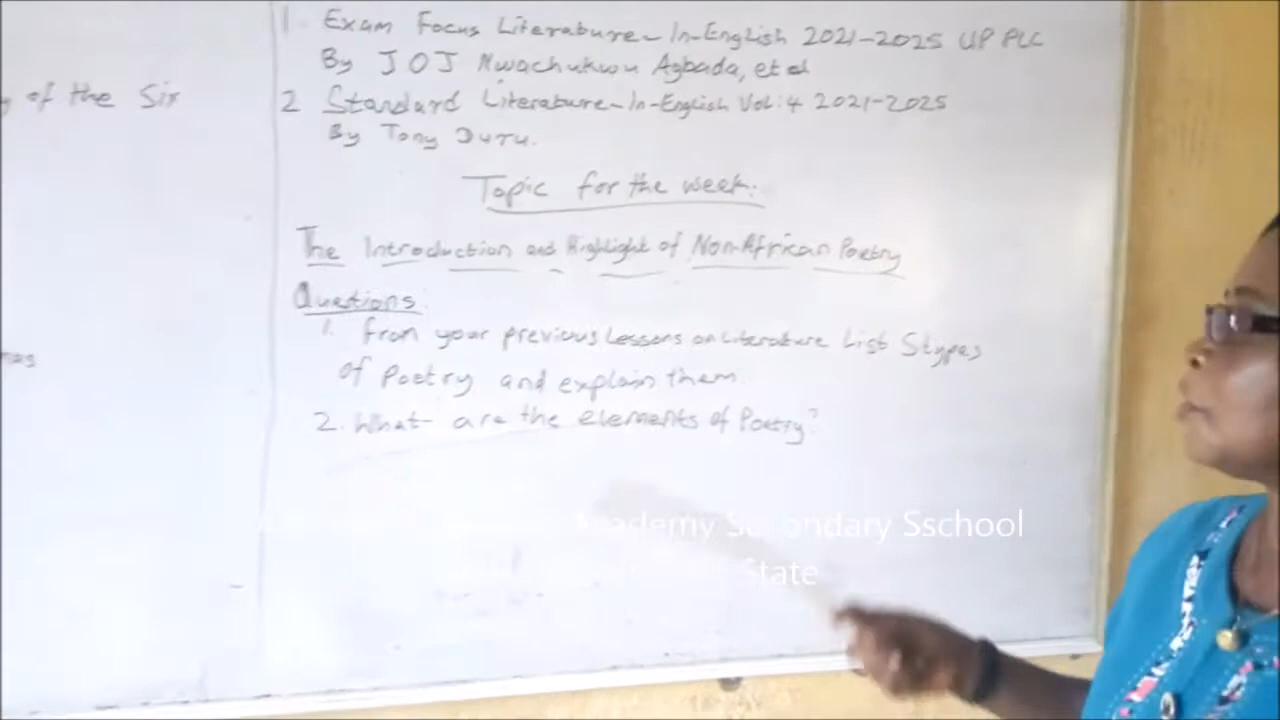 of the Six
1 Exam Focus Literature-In-English 2021-2025 UP PLC
By JOJ Nwachukwu Agbada, et al
2 Standard Literature-In-English Vol:4 2021-2025
By Tony Duru.
Topic for the week:
The Introduction and Highlight of Non-African Poetry
Questions:
1. From your previous Lessons on Literature List 5types
of Poetry and explain them
2. What are the elements of Poetry?
Academy Secondary Sschool
State